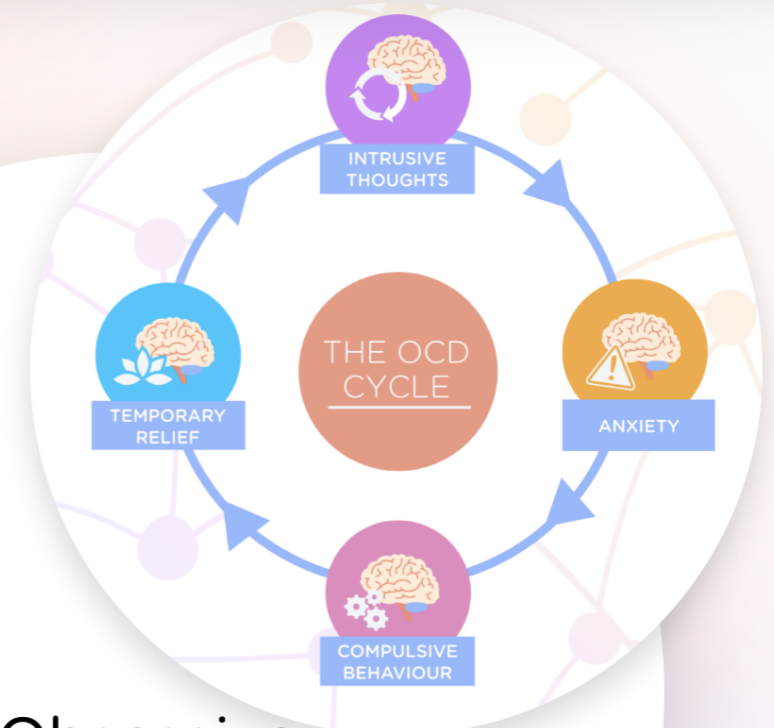 INTRUSIVE
THOUGHTS
THE OCD
CYCLE
TEMPORARY
RELIEF
ANXIETY
COMPULSIVE
BEHAVIOUR